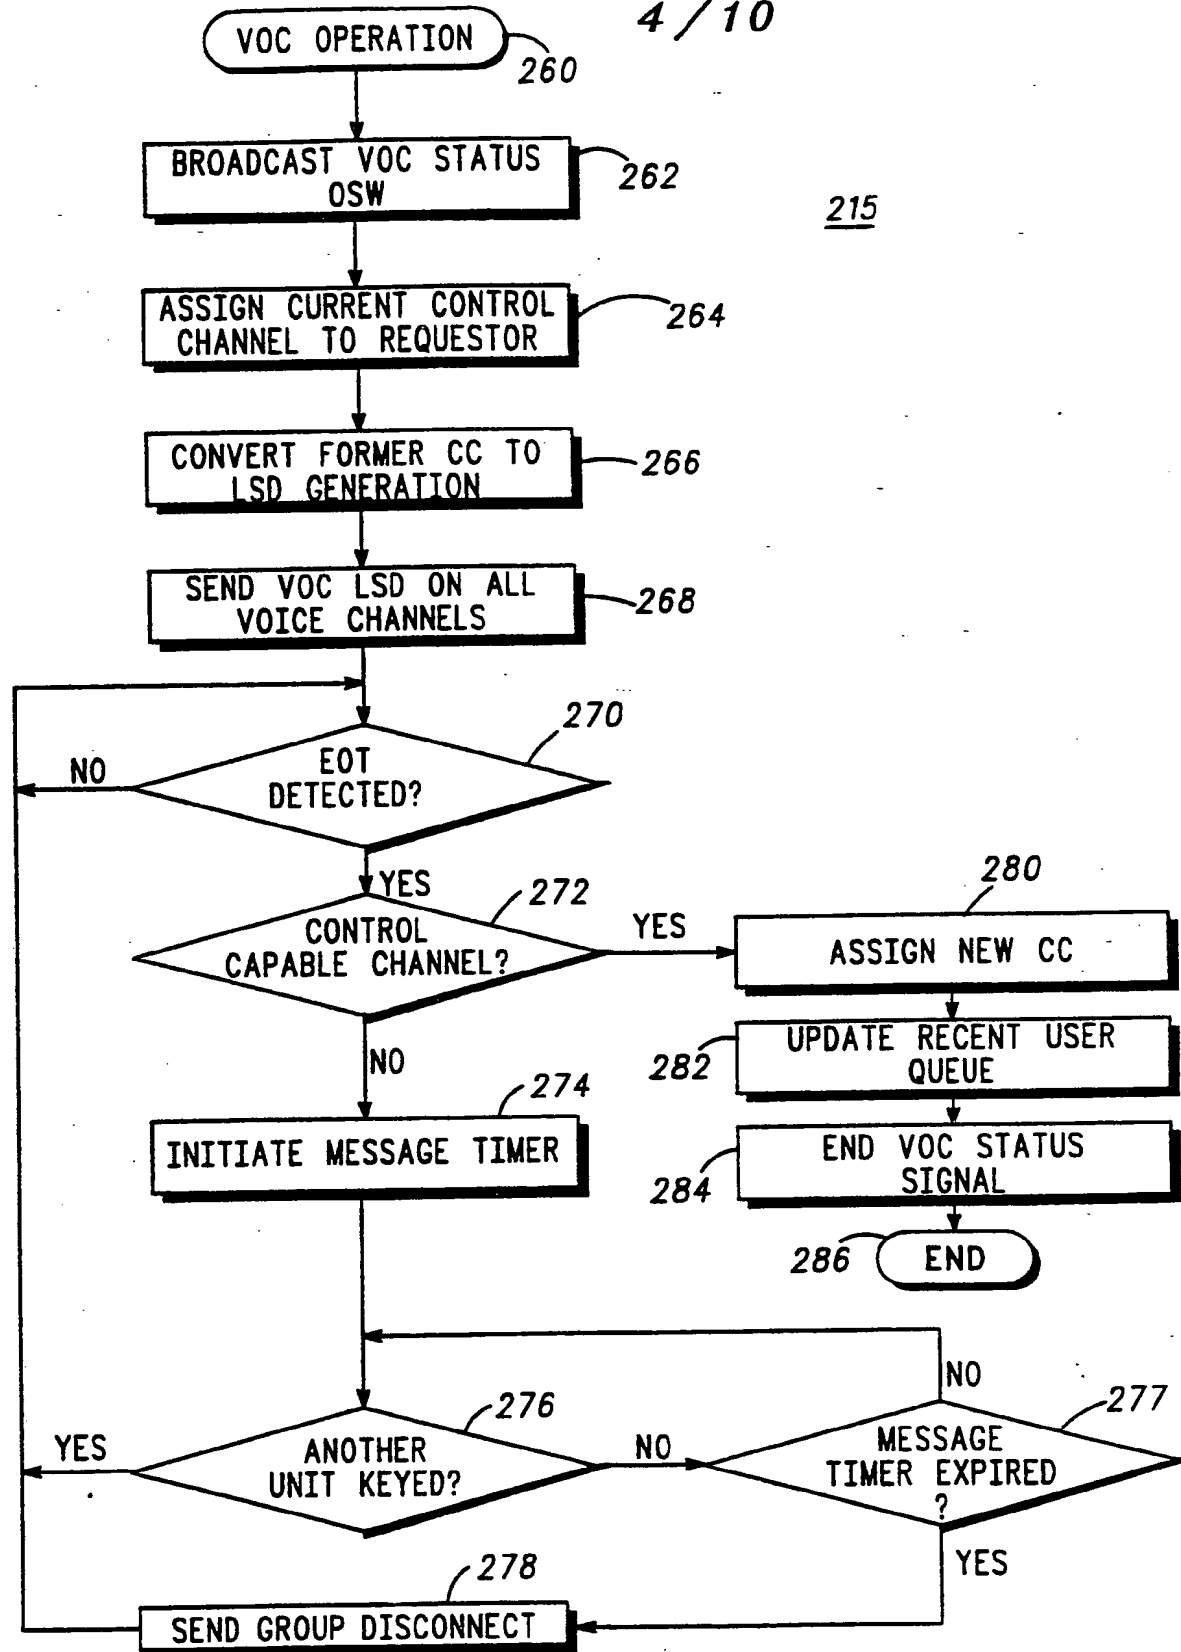 4/10
VOC OPERATION
260
BROADCAST VOC STATUS
OSW
262
215
ASSIGN CURRENT CONTROL
CHANNEL TO REQUESTOR
264
CONVERT FORMER CC TO
LSD GENERATION
266
SEND VOC LSD ON ALL
VOICE CHANNELS
268
270
EOT
DETECTED?
NO
YES
272
CONTROL
CAPABLE CHANNEL?
YES
280
ASSIGN NEW CC
NO
282
UPDATE RECENT USER
QUEUE
274
INITIATE MESSAGE TIMER
284
END VOC STATUS
SIGNAL
286
END
NO
276
277
YES
ANOTHER
UNIT KEYED?
NO
MESSAGE
TIMER EXPIRED
?
YES
278
SEND GROUP DISCONNECT